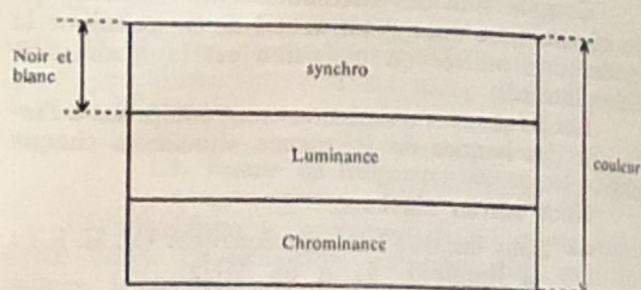 Noir et
blanc
synchro
Luminance
couleur
Chrominance